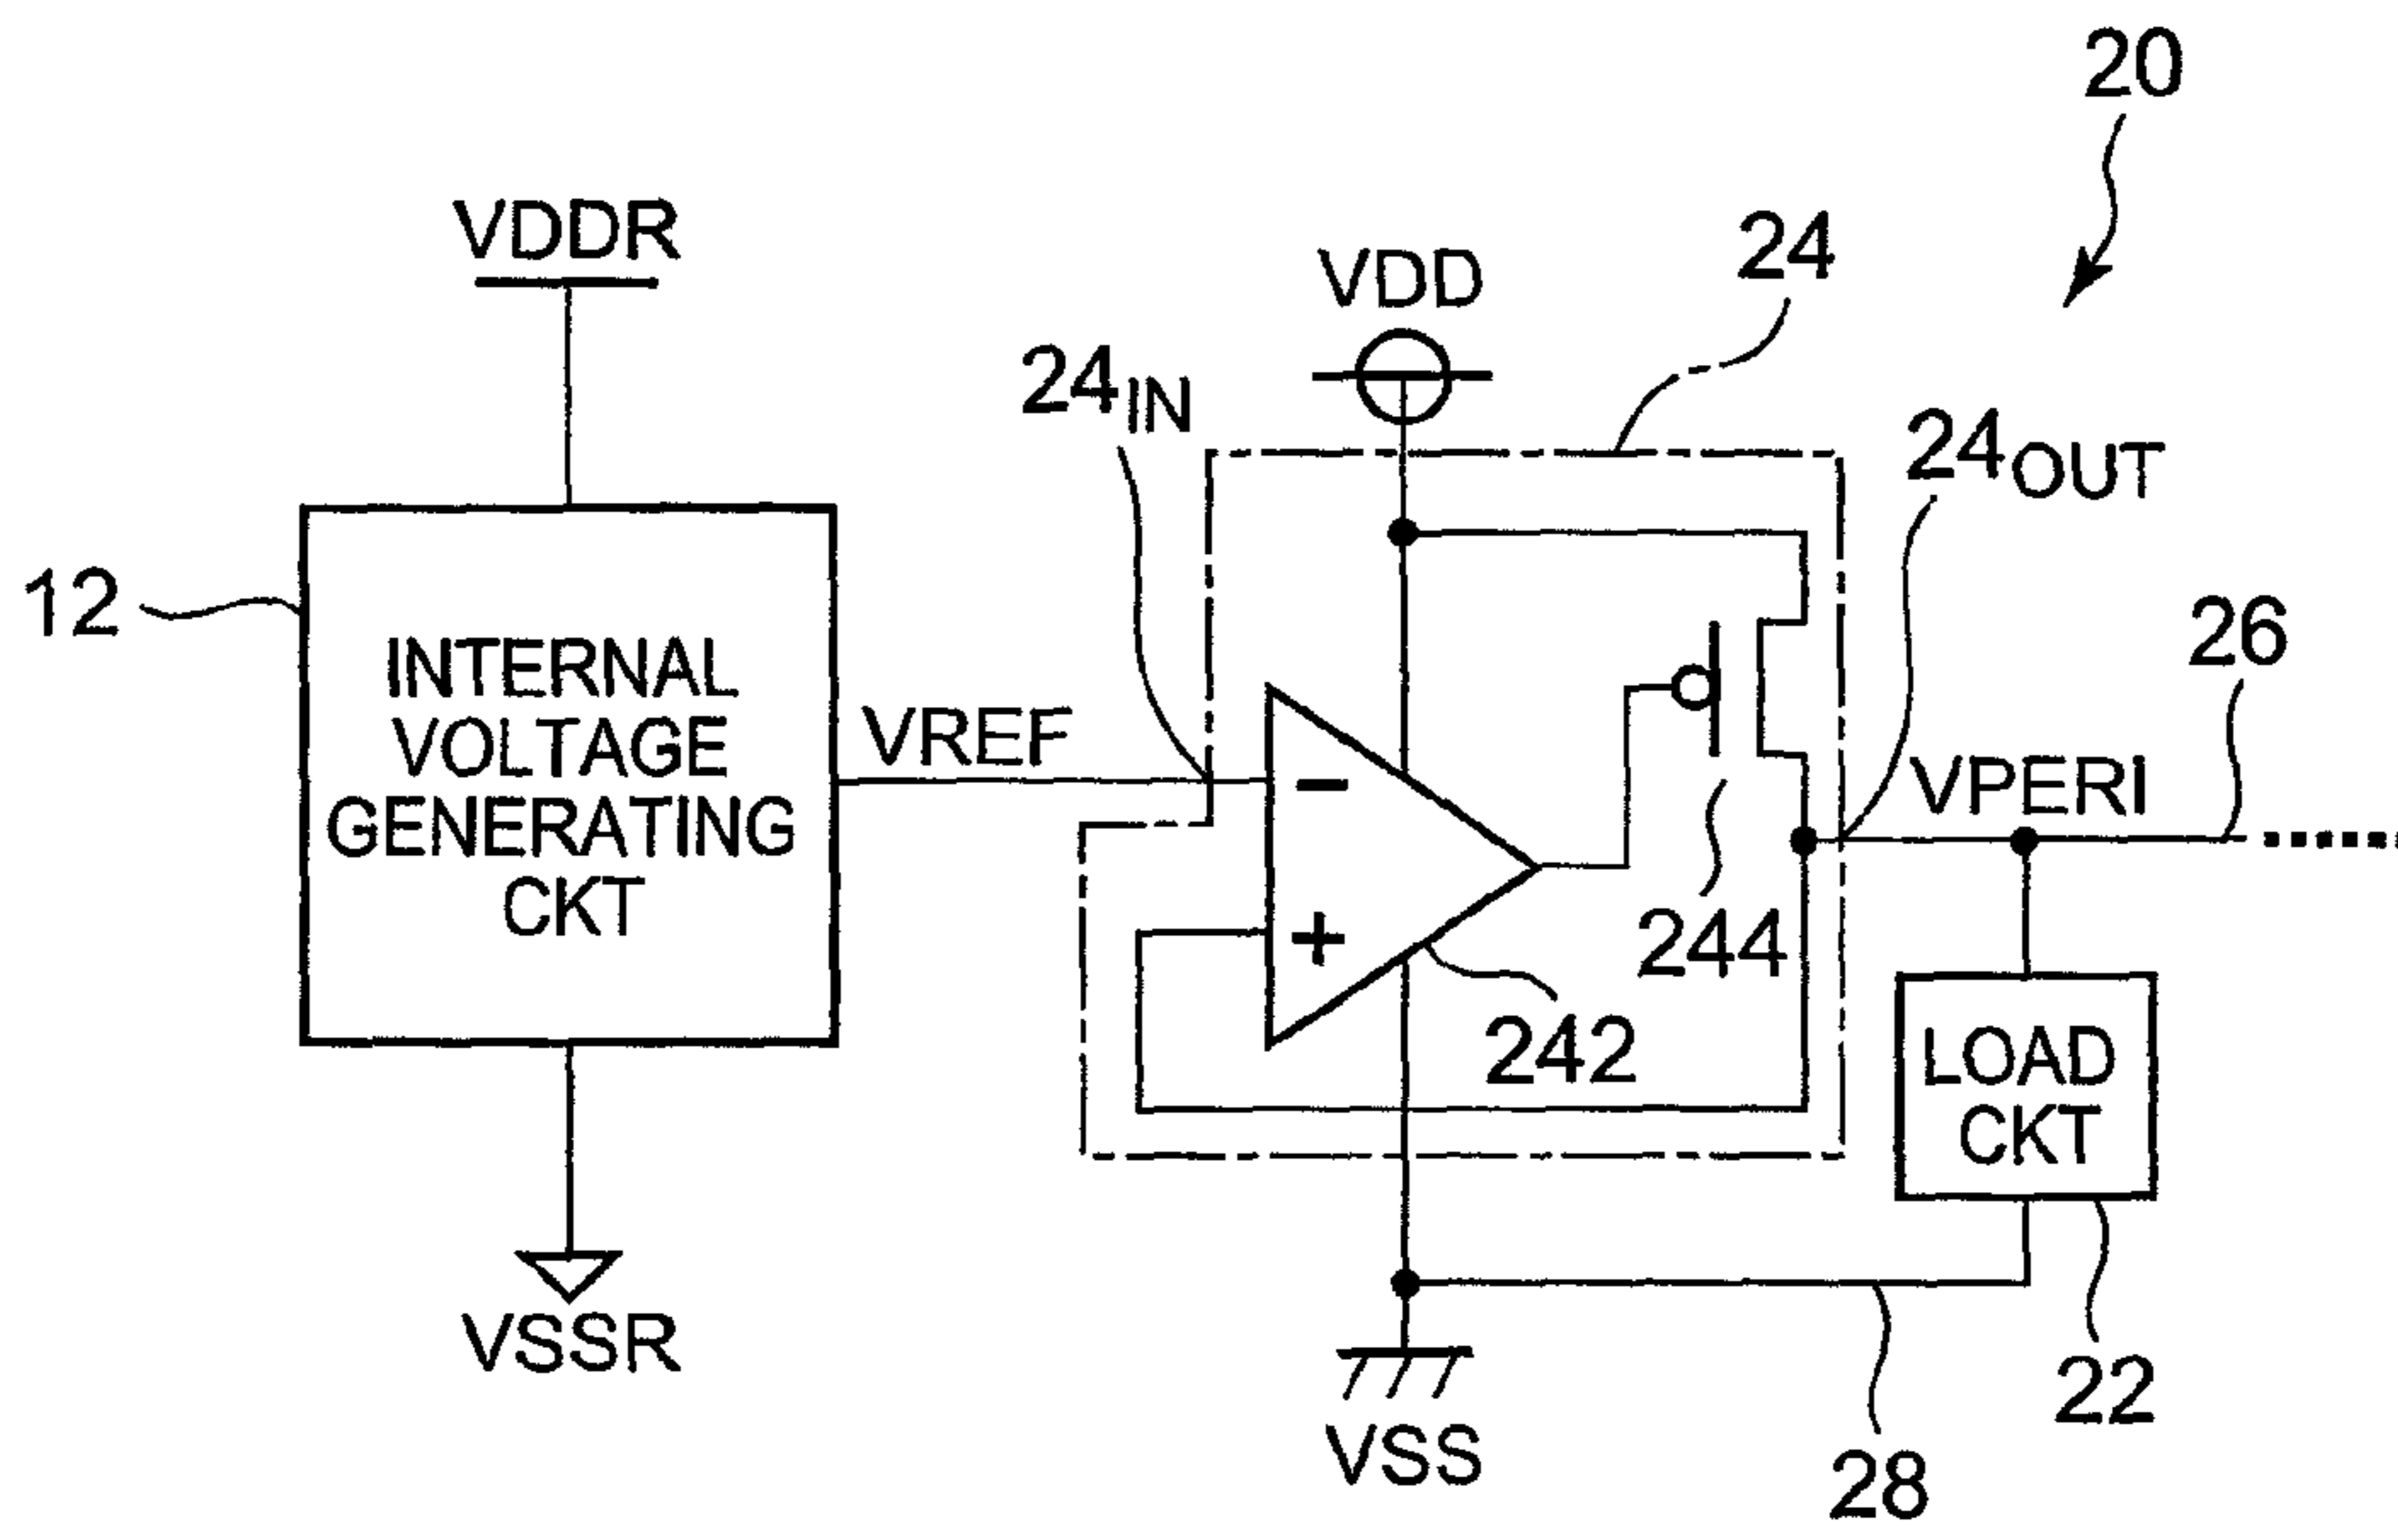 20
VDDR
24
VDD
24IN
24OUT
12
INTERNAL
VOLTAGE
GENERATING
CKT
VREF
26
VPERI
−
+
244
242
LOAD
CKT
VSSR
22
VSS
28